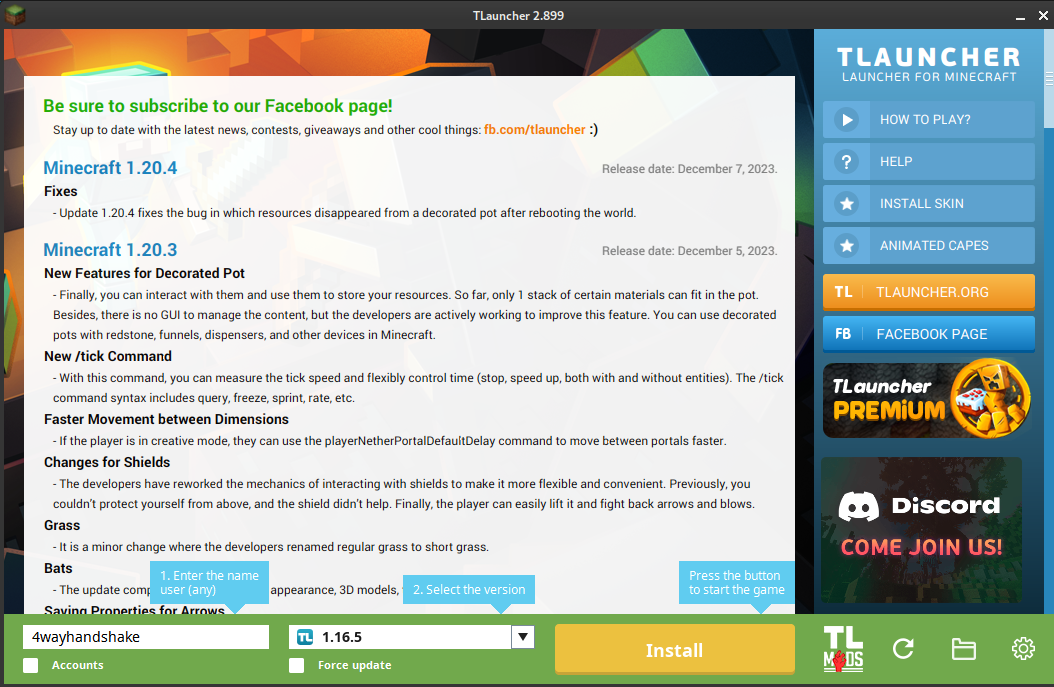 TLauncher 2.899
Be sure to subscribe to our Facebook page!
Stay up to date with the latest news, contests, giveaways and other cool things: fb.com/tlauncher :)
Minecraft 1.20.4
Release date: December 7, 2023.
Fixes
- Update 1.20.4 fixes the bug in which resources disappeared from a decorated pot after rebooting the world.
Minecraft 1.20.3
Release date: December 5, 2023.
New Features for Decorated Pot
- Finally, you can interact with them and use them to store your resources. So far, only 1 stack of certain materials can fit in the pot.
Besides, there is no GUI to manage the content, but the developers are actively working to improve this feature. You can use decorated
pots with redstone, funnels, dispensers, and other devices in Minecraft.
New /tick Command
- With this command, you can measure the tick speed and flexibly control time (stop, speed up, both with and without entities). The /tick
command syntax includes query, freeze, sprint, rate, etc.
Faster Movement between Dimensions
- If the player is in creative mode, they can use the playerNetherPortalDefaultDelay command to move between portals faster.
Changes for Shields
- The developers have reworked the mechanics of interacting with shields to make it more flexible and convenient. Previously, you
couldn't protect yourself from above, and the shield didn't help. Finally, the player can easily lift it and fight back arrows and blows.
Grass
- It is a minor change where the developers renamed regular grass to short grass.
Bats
- The update comp
appearance, 3D models,
Saving Properties for Arrows
1. Enter the name
user (any)
2. Select the version
Press the button
to start the game
4wayhandshake
TL 1.16.5
Install
Accounts
Force update
TL
MODS
TLAUNCHER
LAUNCHER FOR MINECRAFT
HOW TO PLAY?
? HELP
INSTALL SKIN
ANIMATED CAPES
TL TLAUNCHER.ORG
FB FACEBOOK PAGE
TLauncher
PREMIUM
Discord
COME JOIN US!